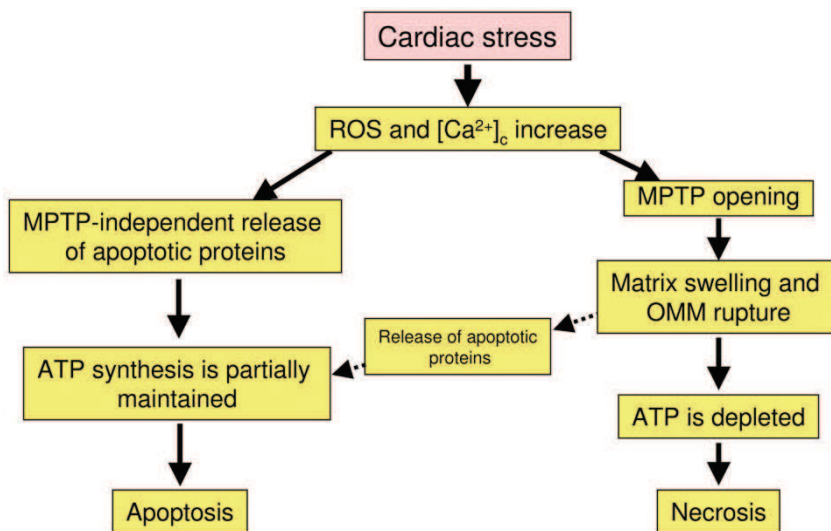 Cardiac stress
ROS and [Ca²⁺]c increase
MPTP-independent release
of apoptotic proteins
MPTP opening
Matrix swelling and
OMM rupture
Release of apoptotic
proteins
ATP synthesis is partially
maintained
ATP is depleted
Apoptosis
Necrosis